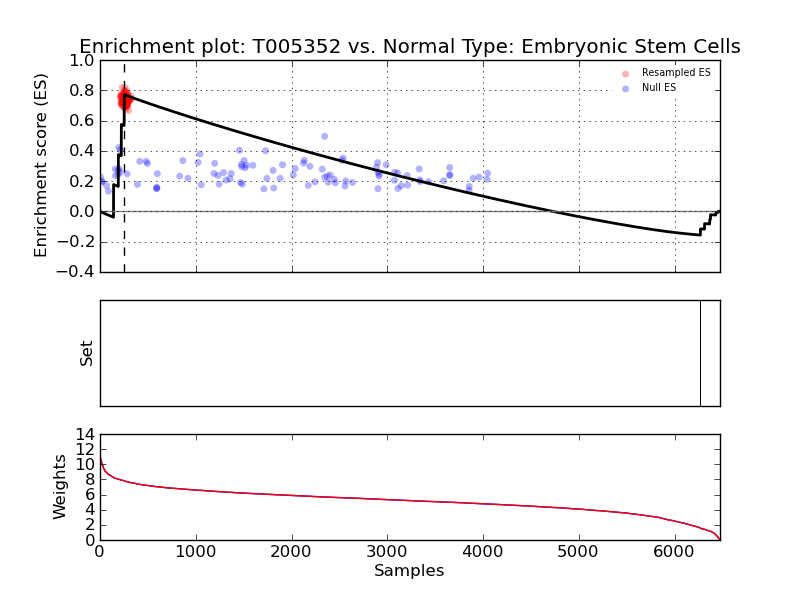 Enrichment plot: T005352 vs. Normal Type: Embryonic Stem Cells
Enrichment score (ES)
1.0
0.8
0.6
0.4
0.2
0.0
−0.2
−0.4
Resampled ES
Null ES
Set
Weights
14
12
10
8
6
4
2
0
0 1000 2000 3000 4000 5000 6000
Samples